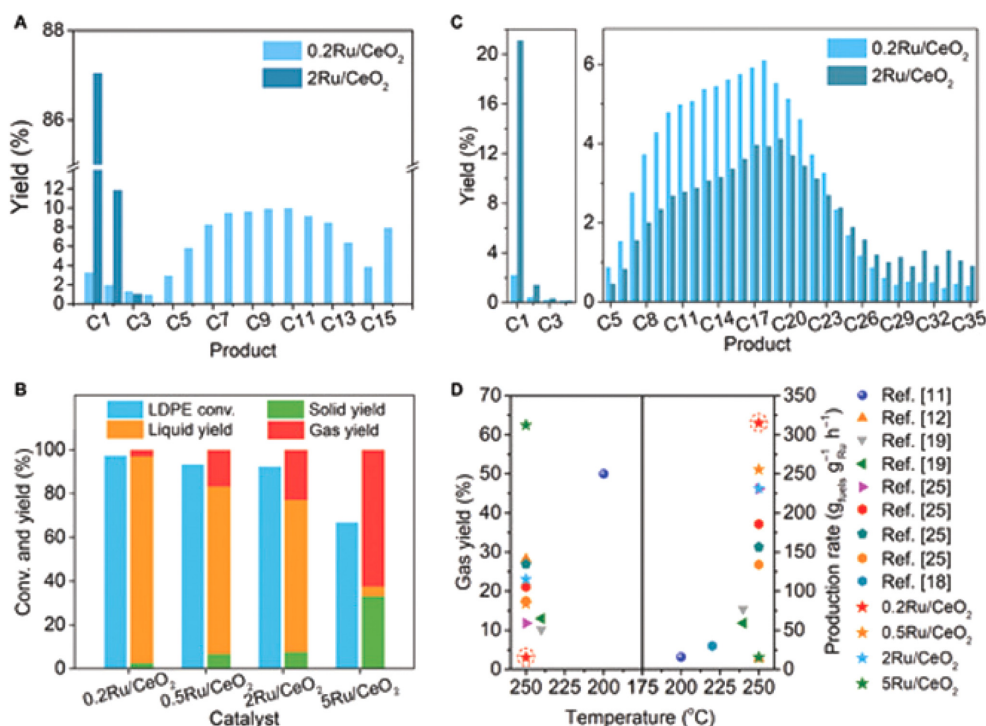 A
88
0.2Ru/CeO₂
2Ru/CeO₂
86
Yield (%)
10
8
6
4
2
0
C1 C3 C5 C7 C9 C11 C13 C15
Product
C
20
16
12
8
4
0
Yield (%)
C1 C3
6
4
2
0
0.2Ru/CeO₂
2Ru/CeO₂
C5 C8 C11 C14 C17 C20 C23 C26 C29 C32 C35
Product
B
LDPE conv. Solid yield
Liquid yield Gas yield
100
80
60
40
20
0
Conv. and yield (%)
0.2Ru/CeO₂ 0.5Ru/CeO₂ 2Ru/CeO₂ 5Ru/CeO₂
Catalyst
D
70
60
50
40
30
20
10
0
Gas yield (%)
350
300
250
200
150
100
50
0
Production rate (g_fuels g⁻¹_Ru h⁻¹)
250 225 200 175 200 225 250
Temperature (°C)
Ref. [11]
Ref. [12]
Ref. [19]
Ref. [19]
Ref. [25]
Ref. [25]
Ref. [25]
Ref. [25]
Ref. [18]
0.2Ru/CeO₂
0.5Ru/CeO₂
2Ru/CeO₂
5Ru/CeO₂